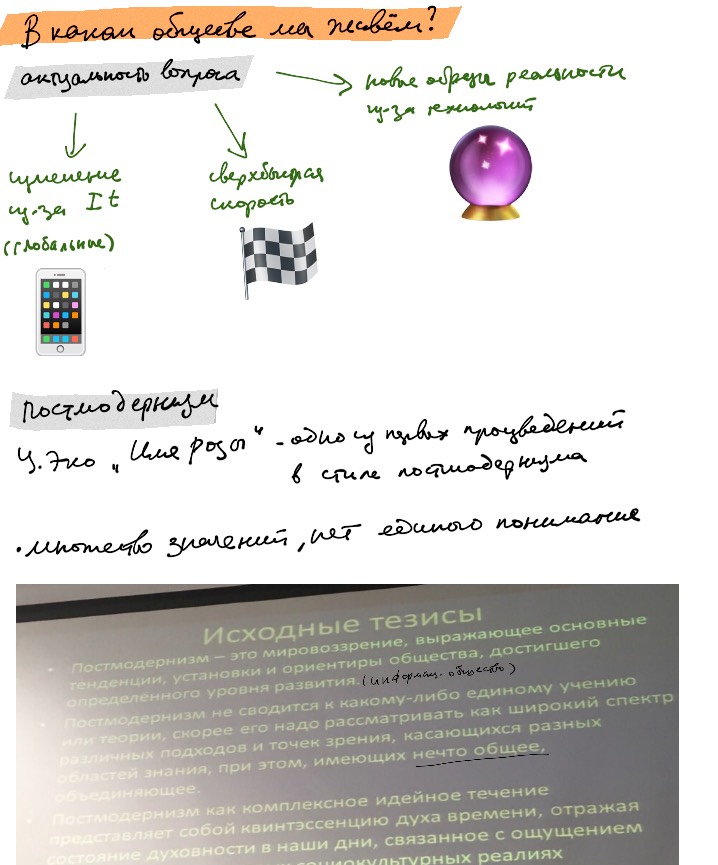 В каком обществе мы живём?
актуальность вопроса
новые образы реальности
из-за технологий
изменение
из-за It
(глобальные)
сверхбыстрая
скорость
Постмодернизм
У. Эко „Имя розы“ - одно из первых произведений
в стиле постмодернизма
• множество значений, нет единого понимания
Исходные тезисы
• Постмодернизм – это мировоззрение, выражающее основные
тенденции, установки и ориентиры общества, достигшего
определённого уровня развития. (информац. общество)
• Постмодернизм не сводится к какому-либо единому учению
или теории, скорее его надо рассматривать как широкий спектр
различных подходов и точек зрения, касающихся разных
областей знания, при этом, имеющих нечто общее,
объединяющее.
• Постмодернизм как комплексное идейное течение
представляет собой квинтэссенцию духа времени, отражая
состояние духовности в наши дни, связанное с ощущением
социокультурных реалиях